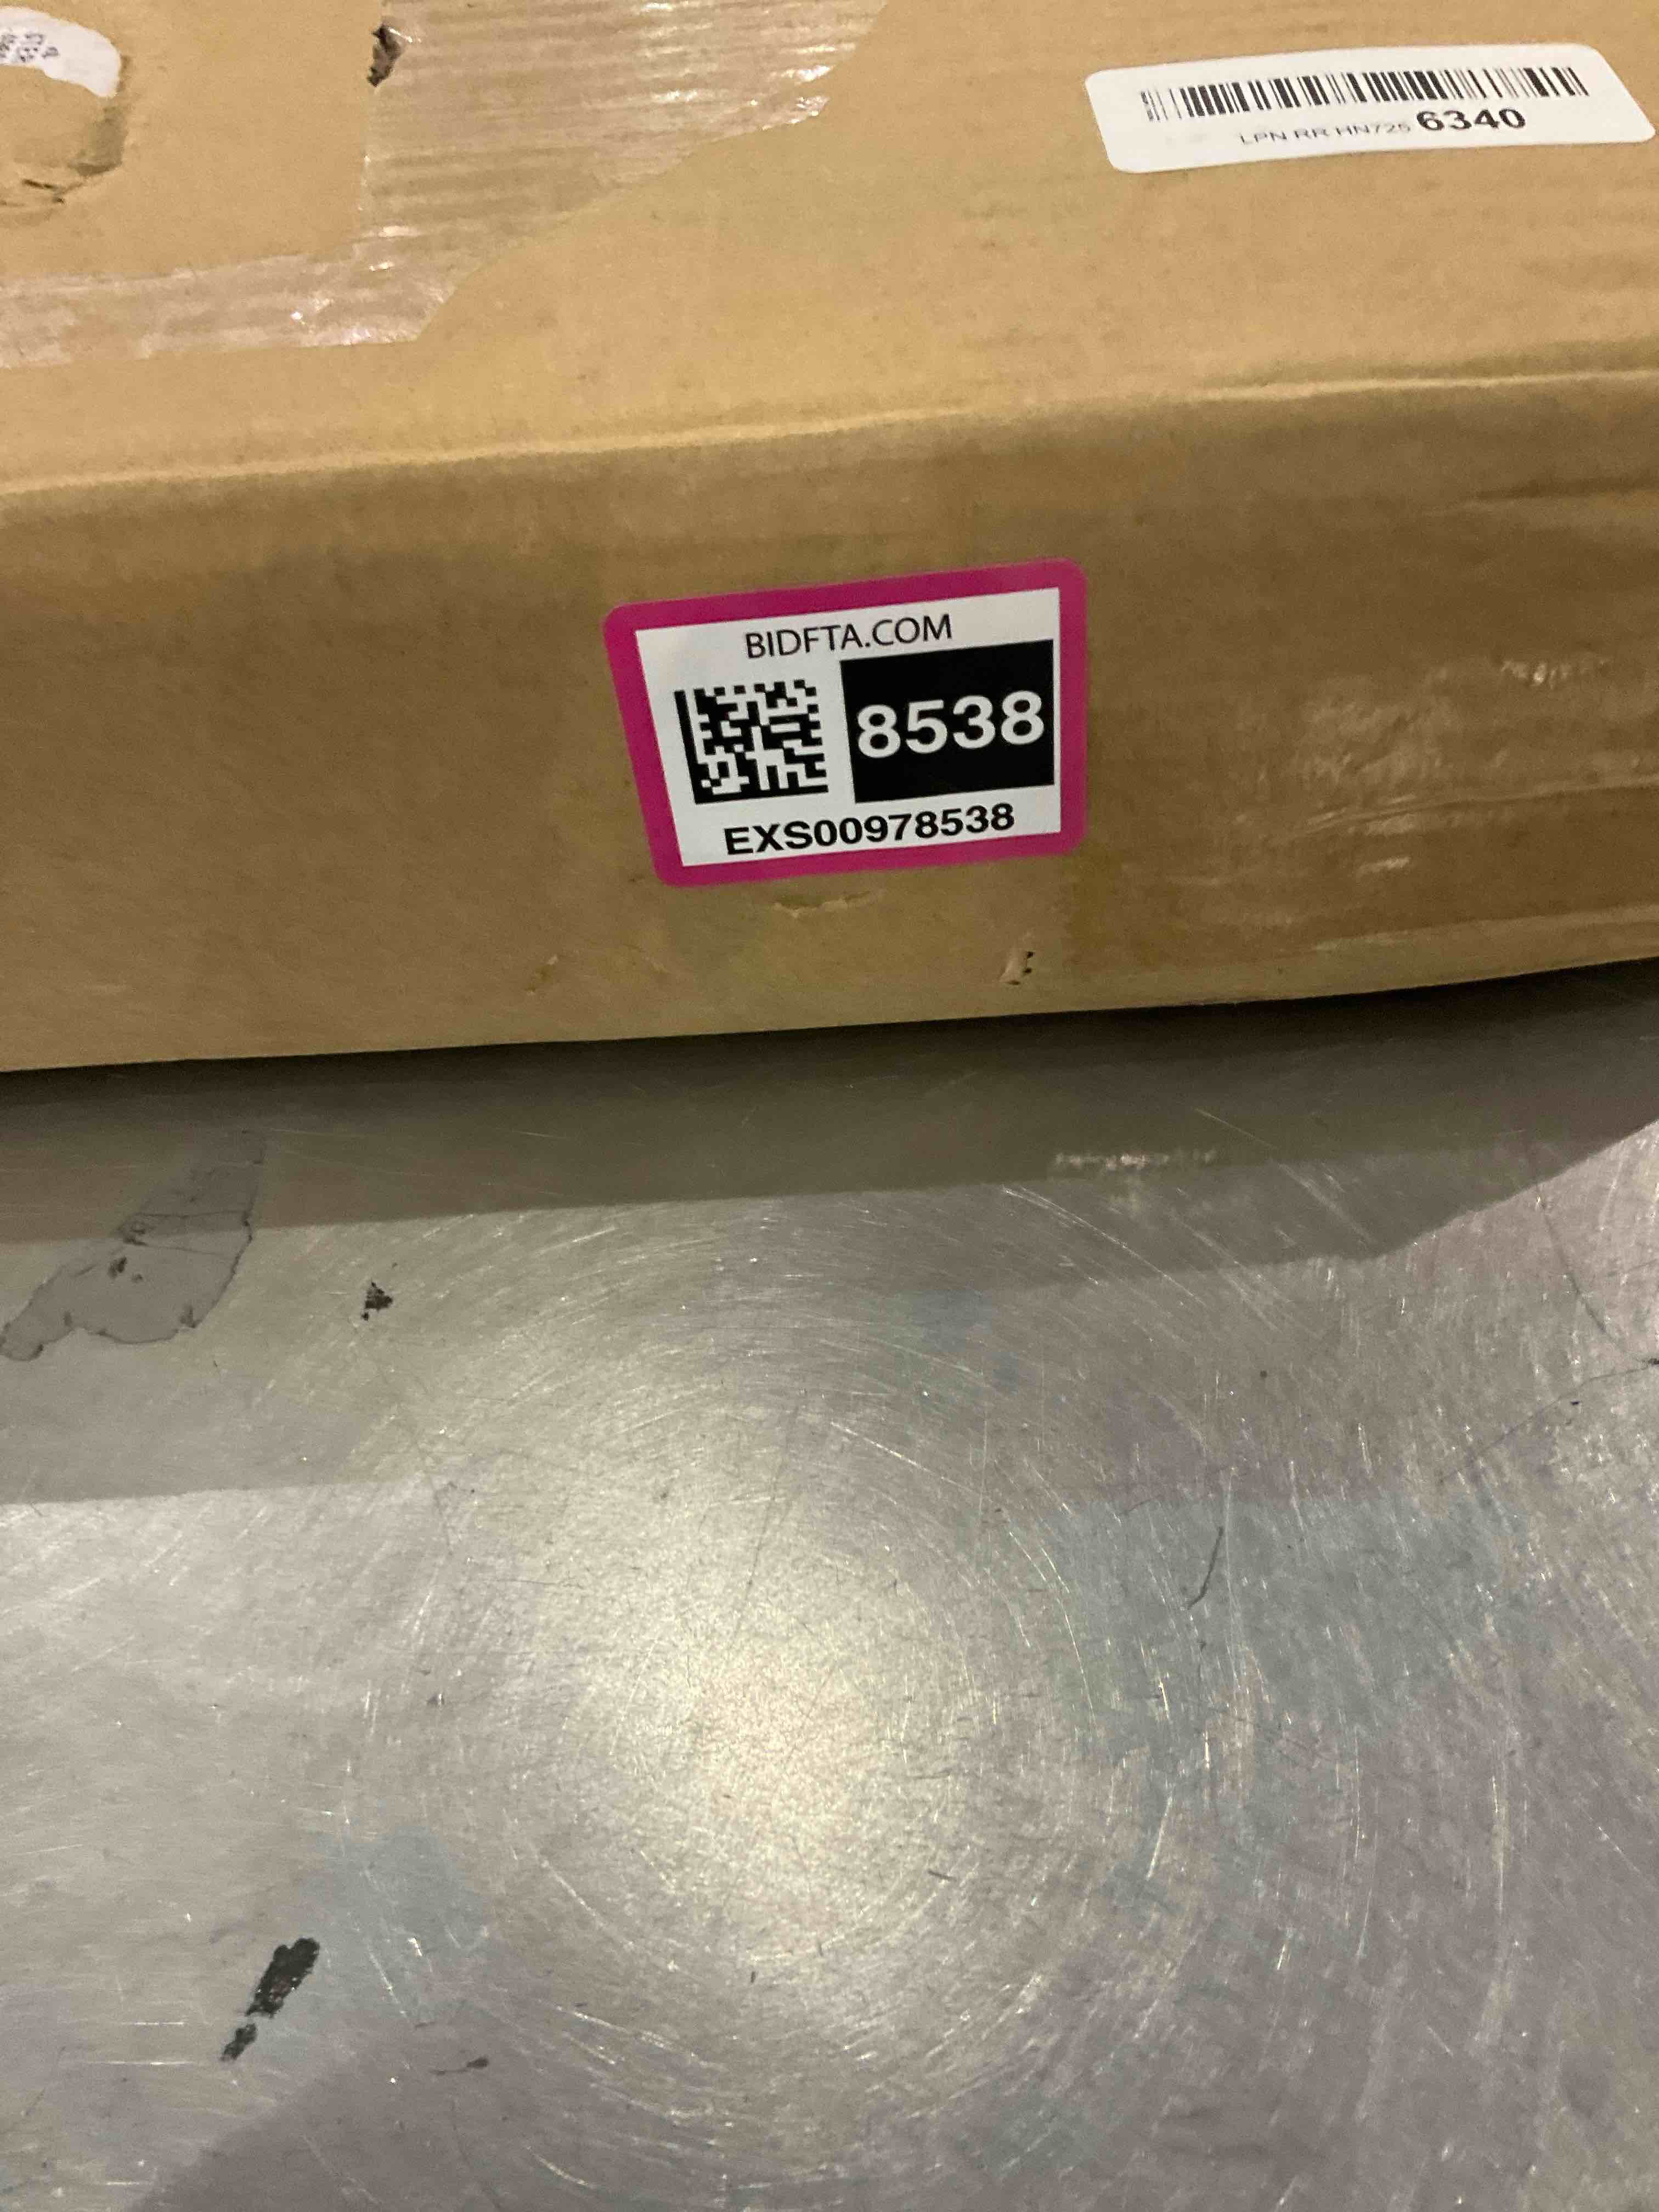 LPN RR HN725 6340
BIDFTA.COM
8538
EXS00978538